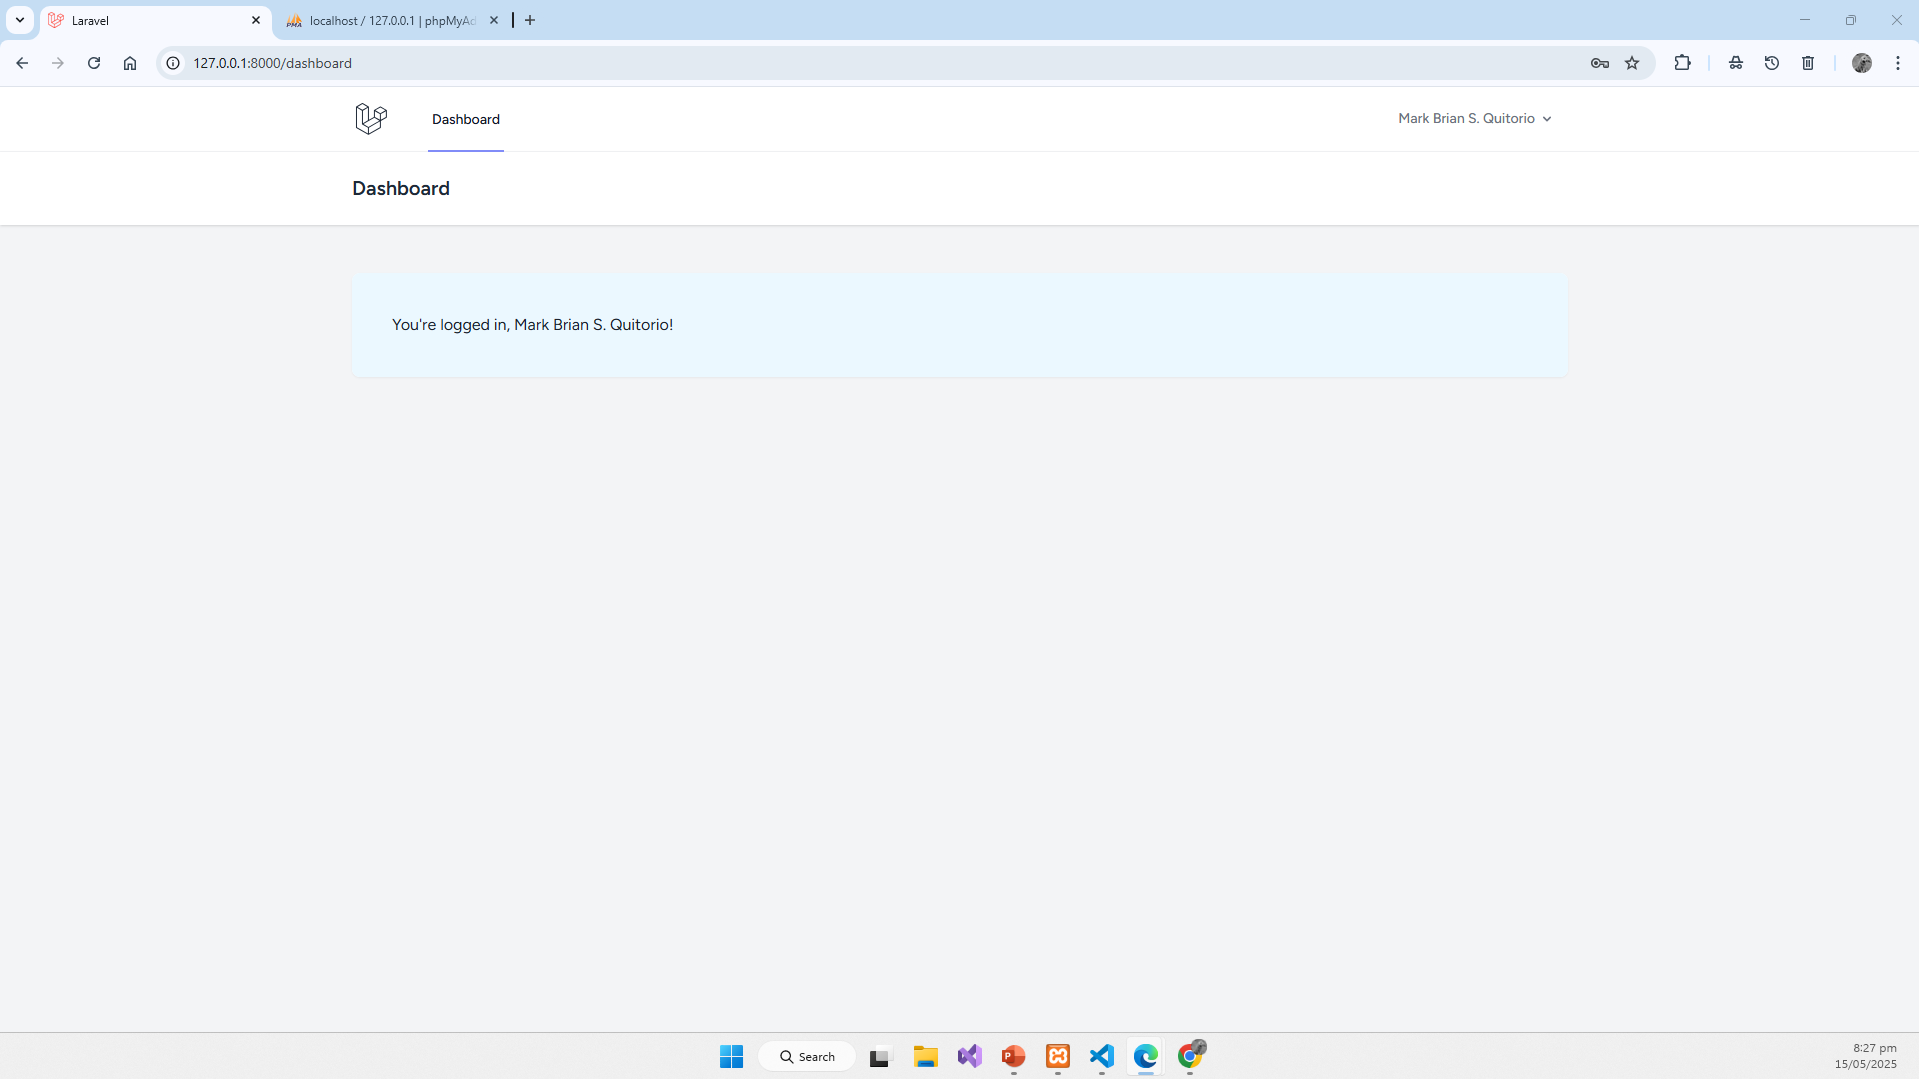 Laravel
localhost / 127.0.0.1 | phpMyAd
127.0.0.1:8000/dashboard
Dashboard
Mark Brian S. Quitorio
Dashboard
You're logged in, Mark Brian S. Quitorio!
Search
8:27 pm
15/05/2025